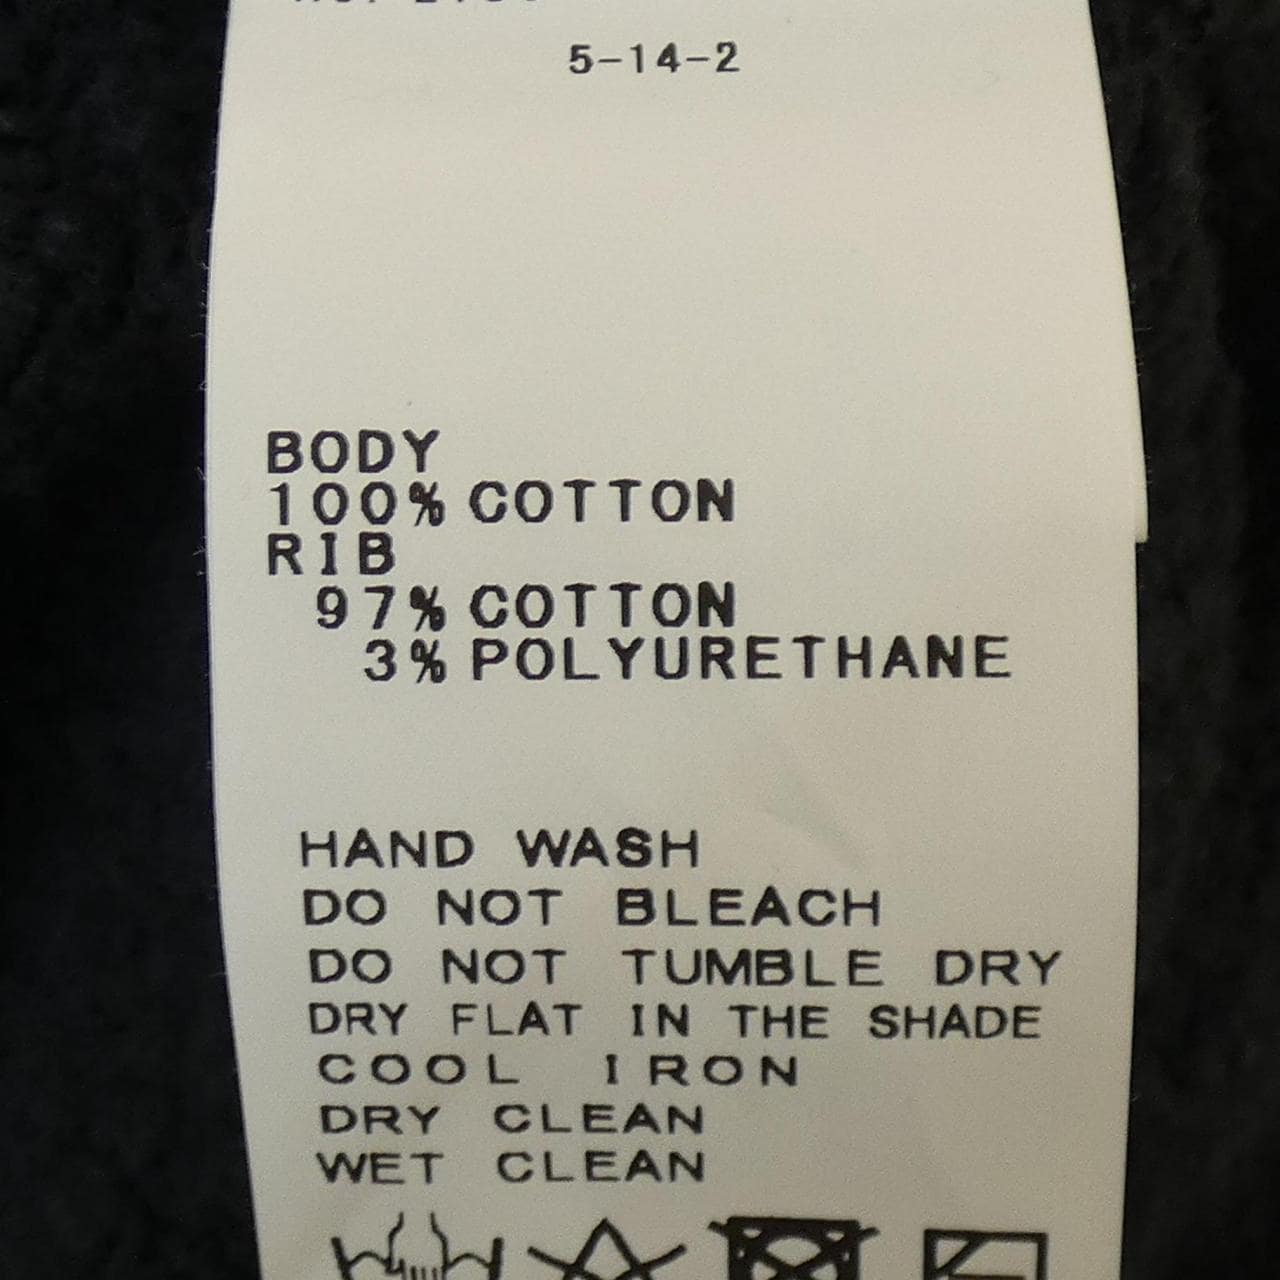 5-14-2
BODY
100% COTTON
RIB
97% COTTON
3% POLYURETHANE
HAND WASH
DO NOT BLEACH
DO NOT TUMBLE DRY
DRY FLAT IN THE SHADE
COOL IRON
DRY CLEAN
WET CLEAN